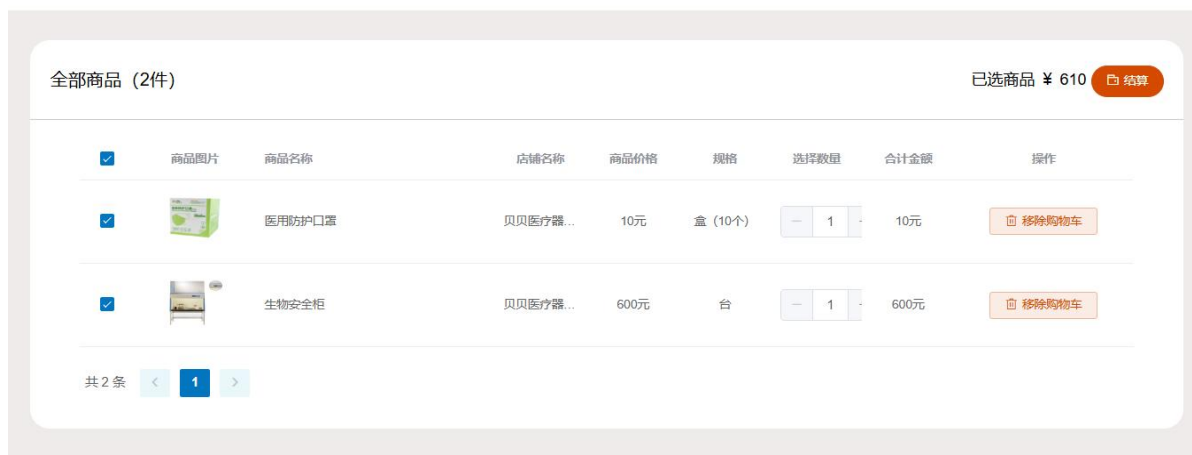 全部商品（2件）
已选商品 ¥ 610 结算
商品图片 商品名称 店铺名称 商品价格 规格 选择数量 合计金额 操作
医用防护口罩 贝贝医疗器... 10元 盒（10个） 1 10元 移除购物车
生物安全柜 贝贝医疗器... 600元 台 1 600元 移除购物车
共 2 条 1